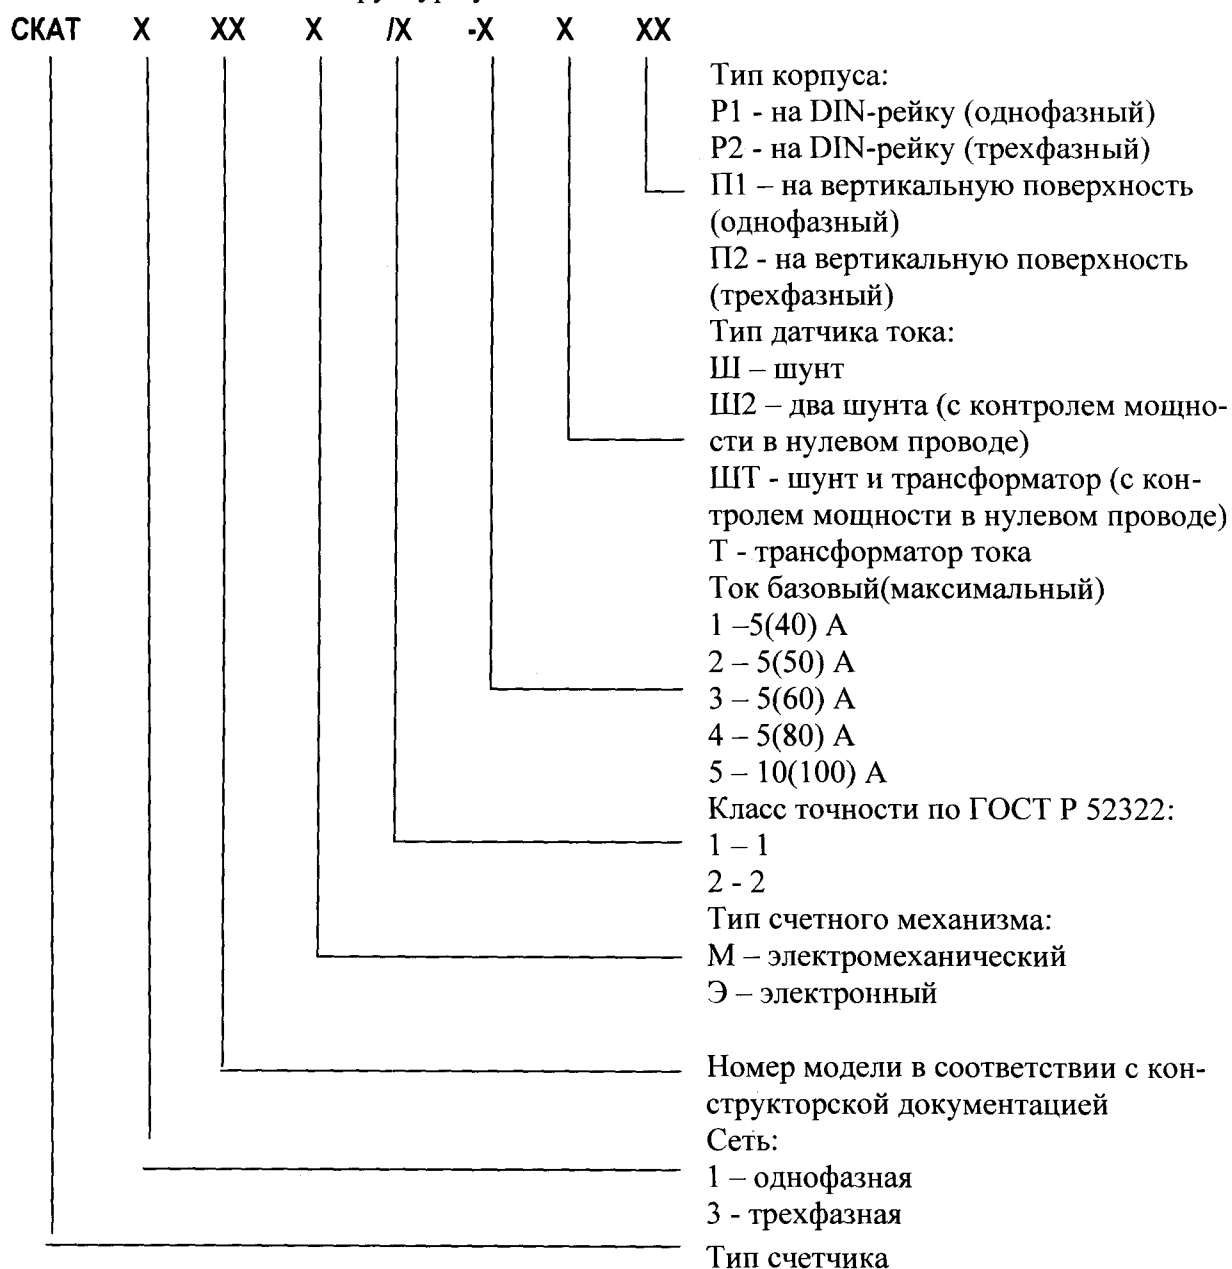 СКАТ Х ХХ Х /Х -Х Х ХХ
Тип корпуса:
Р1 - на DIN-рейку (однофазный)
Р2 - на DIN-рейку (трехфазный)
П1 – на вертикальную поверхность
(однофазный)
П2 - на вертикальную поверхность
(трехфазный)
Тип датчика тока:
Ш – шунт
Ш2 – два шунта (с контролем мощно-
сти в нулевом проводе)
ШТ - шунт и трансформатор (с кон-
тролем мощности в нулевом проводе)
Т - трансформатор тока
Ток базовый(максимальный)
1 –5(40) А
2 – 5(50) А
3 – 5(60) А
4 – 5(80) А
5 – 10(100) А
Класс точности по ГОСТ Р 52322:
1 – 1
2 - 2
Тип счетного механизма:
М – электромеханический
Э – электронный
Номер модели в соответствии с кон-
структорской документацией
Сеть:
1 – однофазная
3 - трехфазная
Тип счетчика